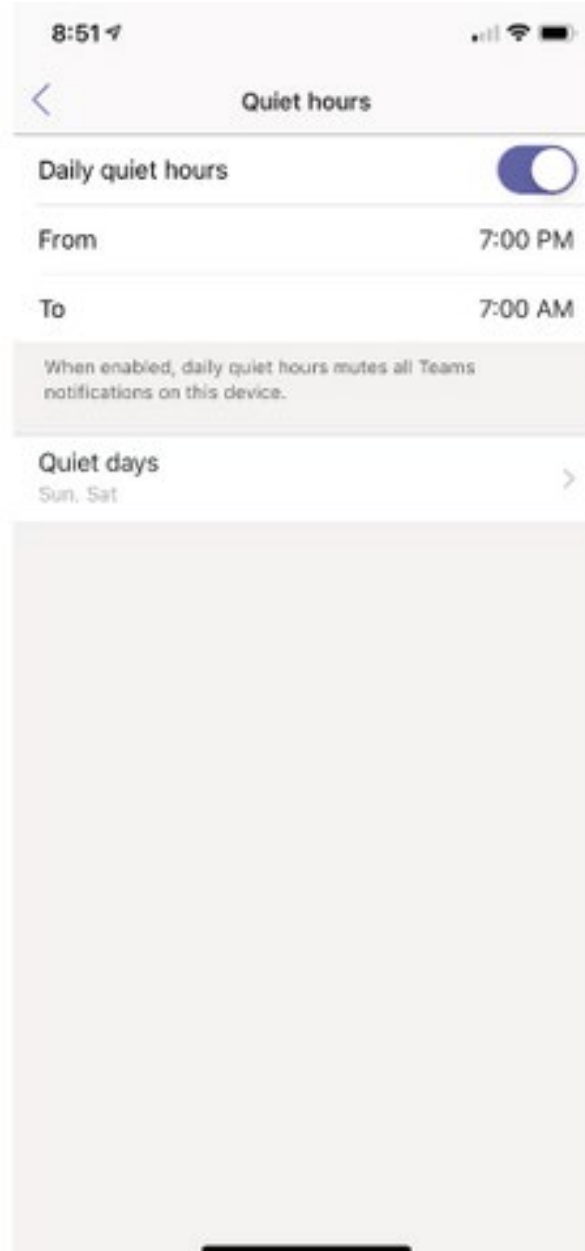 8:51
Quiet hours
Daily quiet hours
From 7:00 PM
To 7:00 AM
When enabled, daily quiet hours mutes all Teams
notifications on this device.
Quiet days
Sun, Sat